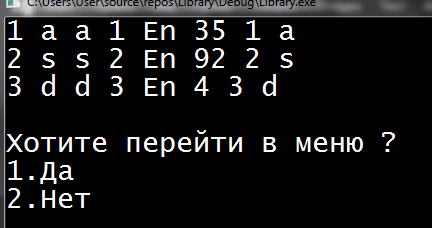 C:\Users\User\source\repos\Library\Debug\Library.exe
1 a a 1 En 35 1 a
2 s s 2 En 92 2 s
3 d d 3 En 4 3 d
Хотите перейти в меню ?
1.Да
2.Нет